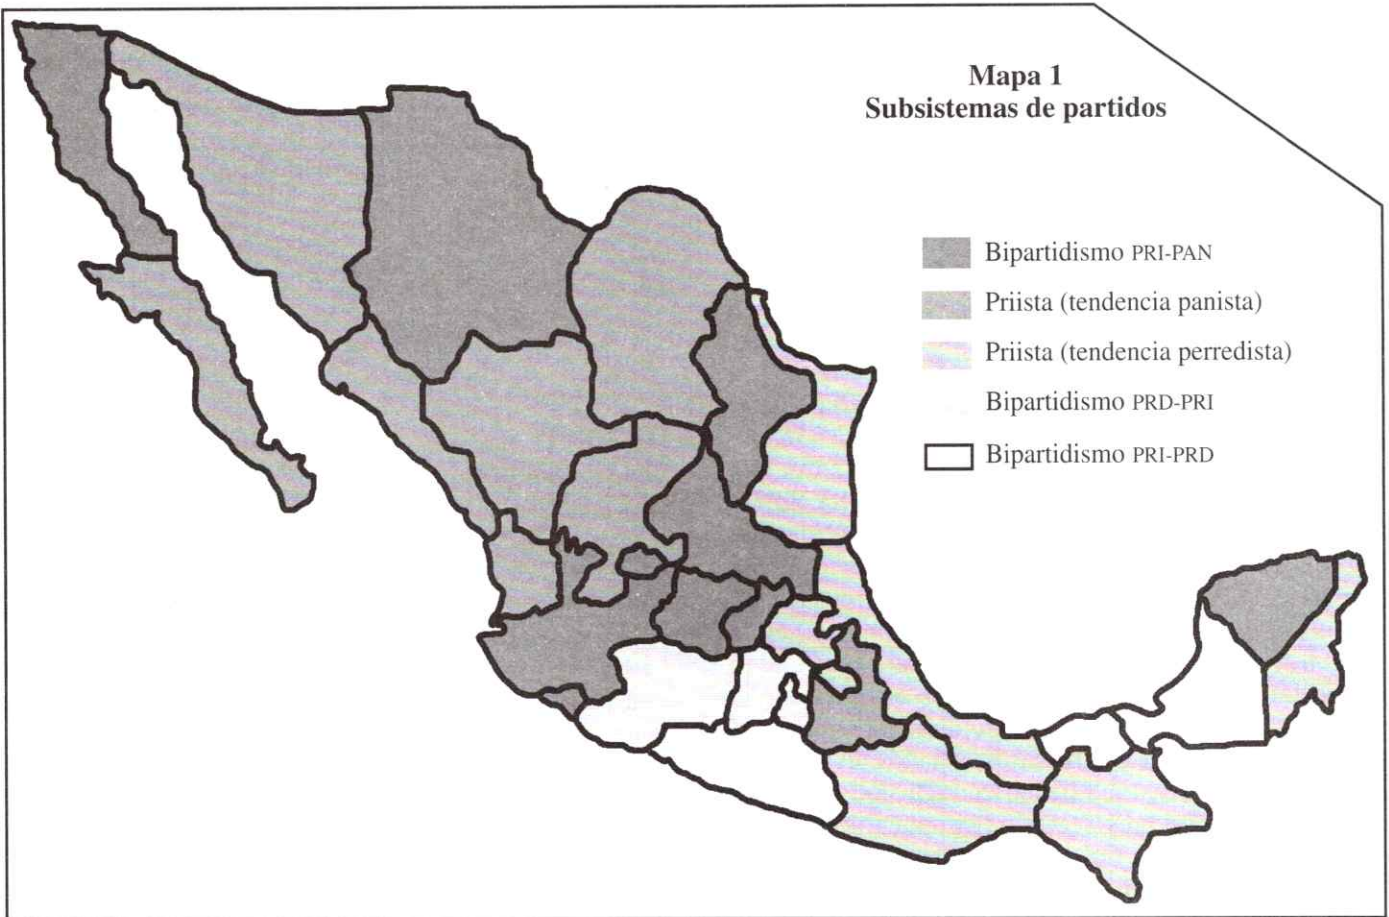 Mapa 1
Subsistemas de partidos
Bipartidismo PRI-PAN
Priista (tendencia panista)
Priista (tendencia perredista)
Bipartidismo PRD-PRI
Bipartidismo PRI-PRD